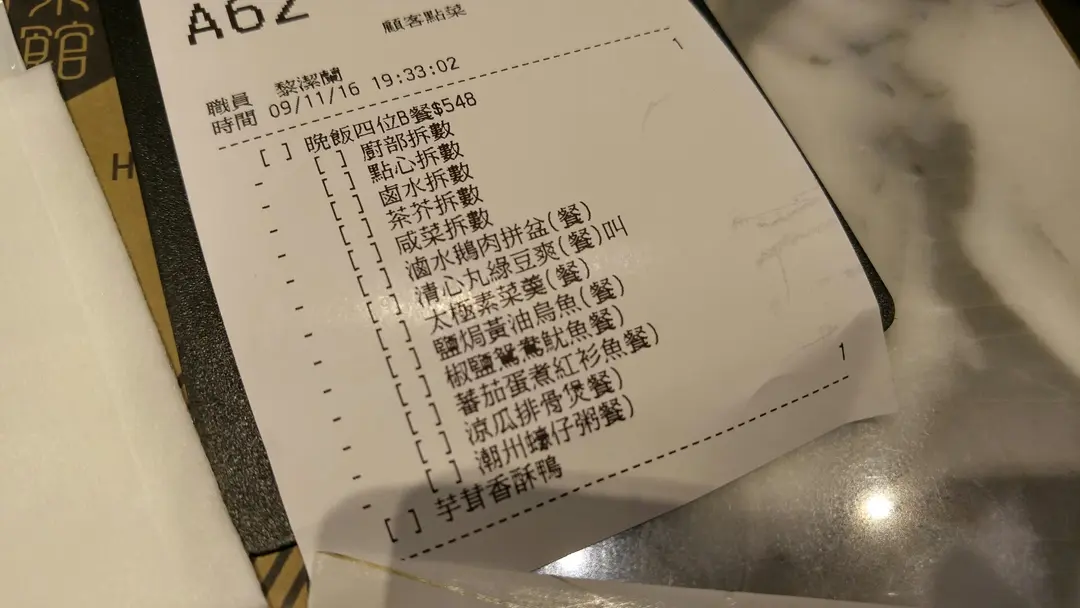 館
H
A62
顧客點菜
職員 黎潔蘭
時間 09/11/16 19:33:02
[ ] 晚飯四位B餐$548 1
- [ ] 廚部拆數
- [ ] 點心拆數
- [ ] 鹵水拆數
- [ ] 茶芥拆數
- [ ] 咸菜拆數
- [ ] 滷水鵝肉拼盆(餐)
- [ ] 清心丸綠豆爽(餐)叫
- [ ] 太極素菜羹(餐)
- [ ] 鹽焗黃油烏魚(餐)
- [ ] 椒鹽鴛鴦魷魚餐)
- [ ] 蕃茄蛋煮紅衫魚餐)
- [ ] 涼瓜排骨煲餐)
- [ ] 潮州蠔仔粥餐)
[ ] 芋茸香酥鴨 1